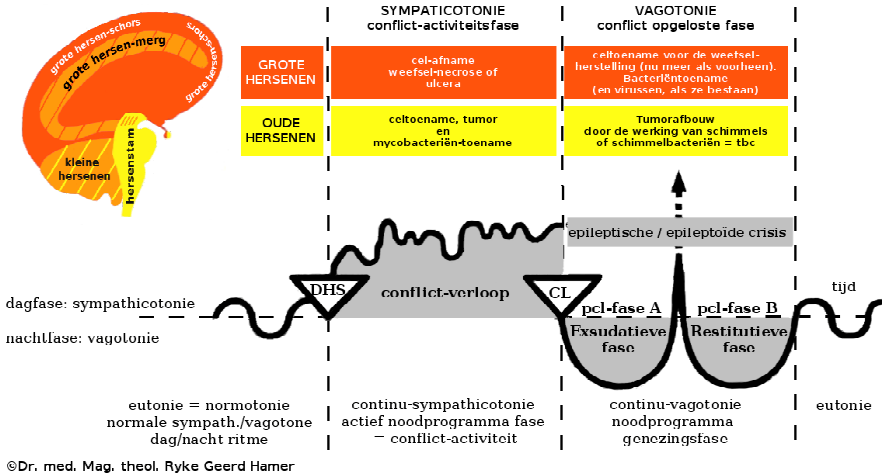 SYMPATICOTONIE
conflict-activiteitsfase
VAGOTONIE
conflict opgeloste fase
grote hersen-schors
grote hersen-merg
grote hersen-schors
kleine
hersenen
hersenstam
GROTE
HERSENEN
cel-afname
weefsel-necrose of
ulcera
celtoename voor de weefsel-
herstelling (nu meer als voorheen).
Bacteriëntoename
(en virussen, als ze bestaan)
OUDE
HERSENEN
celtoename, tumor
en
mycobacteriën-toename
Tumorafbouw
door de werking van schimmels
of schimmelbacteriën = tbc
epileptische / epileptoïde crisis
DHS
conflict-verloop
CL
pcl-fase A
pcl-fase B
tijd
dagfase: sympathicotonie
nachtfase: vagotonie
Exsudatieve
fase
Restitutieve
fase
eutonie = normotonie
normale sympath./vagotone
dag/nacht ritme
continu-sympathicotonie
actief noodprogramma fase
= conflict-activiteit
continu-vagotonie
noodprogramma
genezingsfase
eutonie
©Dr. med. Mag. theol. Ryke Geerd Hamer